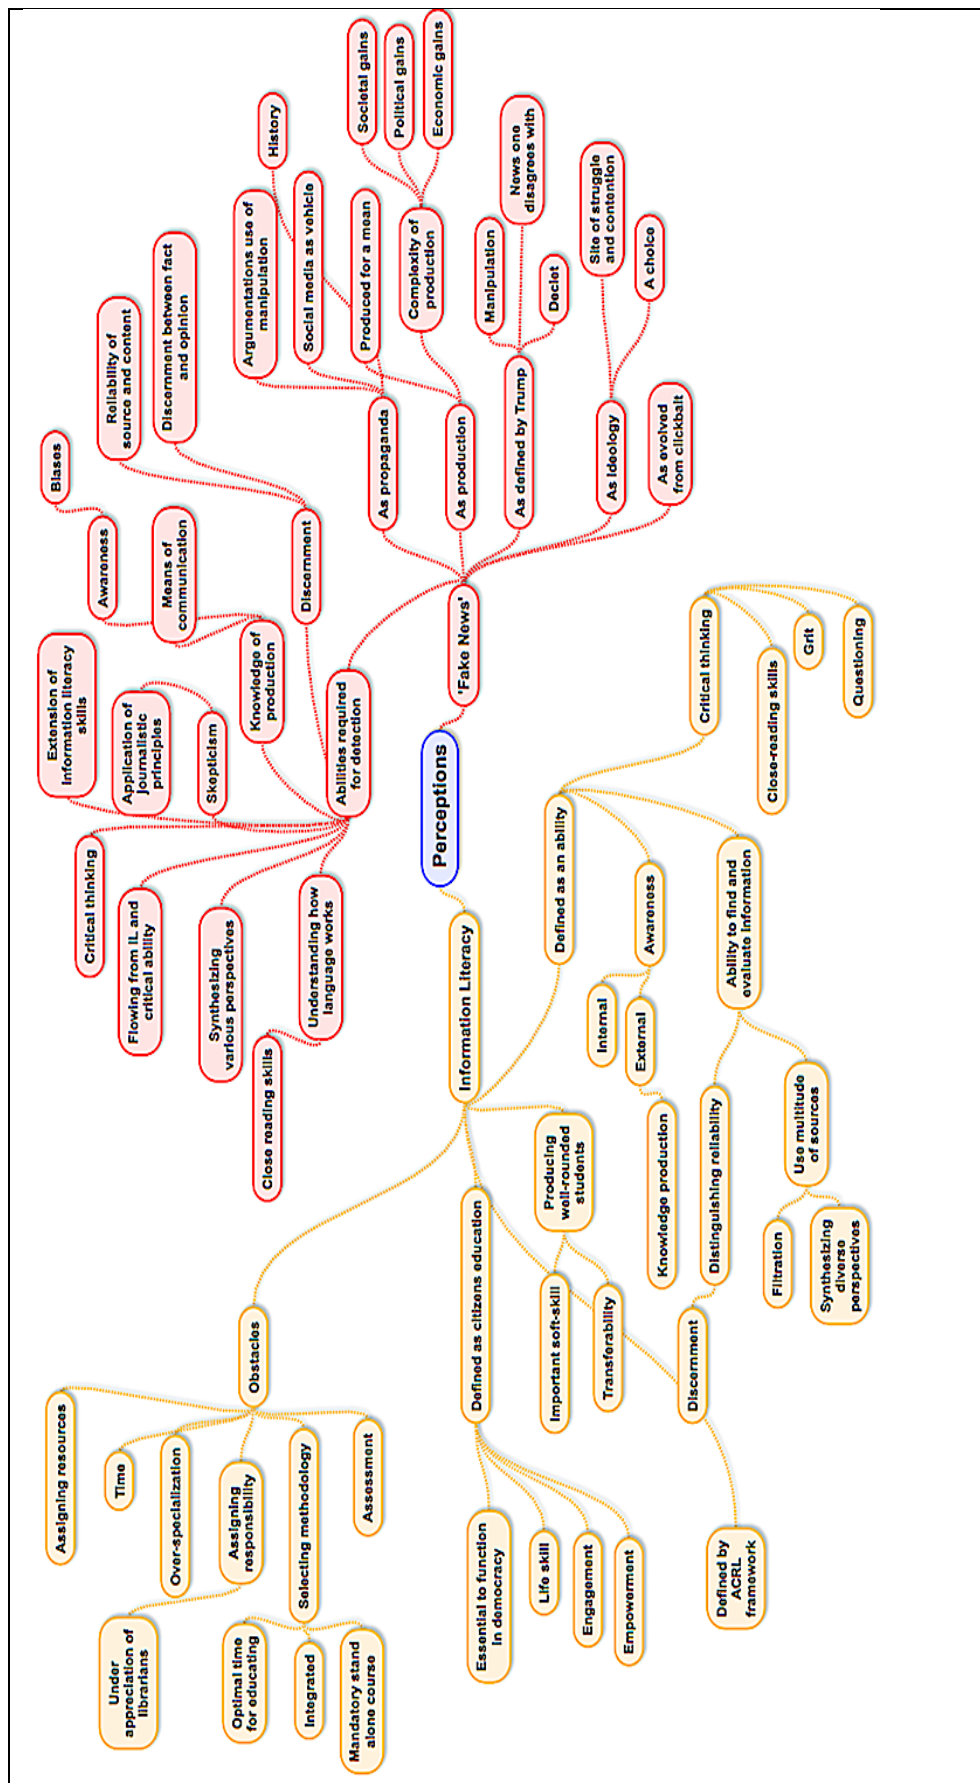 Perceptions
'Fake News'
Abilities required
for detection
Critical thinking
Flowing from IL and
critical ability
Synthesizing
various perspectives
Understanding how
language works
Close reading skills
Extension of
information literacy
skills
Application of
journalistic
principles
Skepticism
Knowledge of
production
Awareness
Biases
Means of
communication
Discernment
Reliability of
source and content
Discernment between fact
and opinion
As propaganda
Argumentations use of
manipulation
Social media as vehicle
History
As production
Produced for a mean
Complexity of
production
Societal gains
Political gains
Economic gains
As defined by Trump
Manipulation
News one
disagrees with
Deciet
As Ideology
Site of struggle
and contention
A choice
As evolved
from clickbait
Information Literacy
Obstacles
Assigning resources
Time
Over-specialization
Assigning
responsibility
Under
appreciation of
librarians
Selecting methodology
Optimal time
for educating
Integrated
Mandatory stand
alone course
Assessment
Defined as citizens education
Essential to function
in democracy
Life skill
Engagement
Empowerment
Producing
well-rounded
students
Important soft-skill
Transferability
Defined by
ACRL
framework
Defined as an ability
Critical thinking
Close-reading skills
Grit
Questioning
Awareness
Internal
External
Knowledge production
Ability to find and
evaluate information
Distinguishing reliability
Discernment
Use multitude
of sources
Filtration
Synthesizing
diverse
perspectives